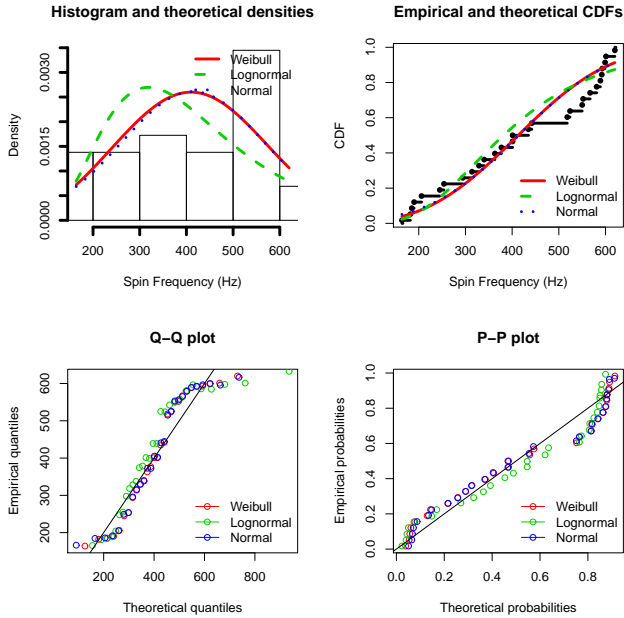 Histogram and theoretical densities
Density
0.0000
0.0015
0.0030
Weibull
Lognormal
Normal
200 300 400 500 600
Spin Frequency (Hz)
Empirical and theoretical CDFs
CDF
0.0
0.2
0.4
0.6
0.8
1.0
Weibull
Lognormal
Normal
200 300 400 500 600
Spin Frequency (Hz)
Q−Q plot
Empirical quantiles
200
300
400
500
600
Weibull
Lognormal
Normal
200 400 600 800
Theoretical quantiles
P−P plot
Empirical probabilities
0.0
0.2
0.4
0.6
0.8
1.0
Weibull
Lognormal
Normal
0.0 0.2 0.4 0.6 0.8
Theoretical probabilities